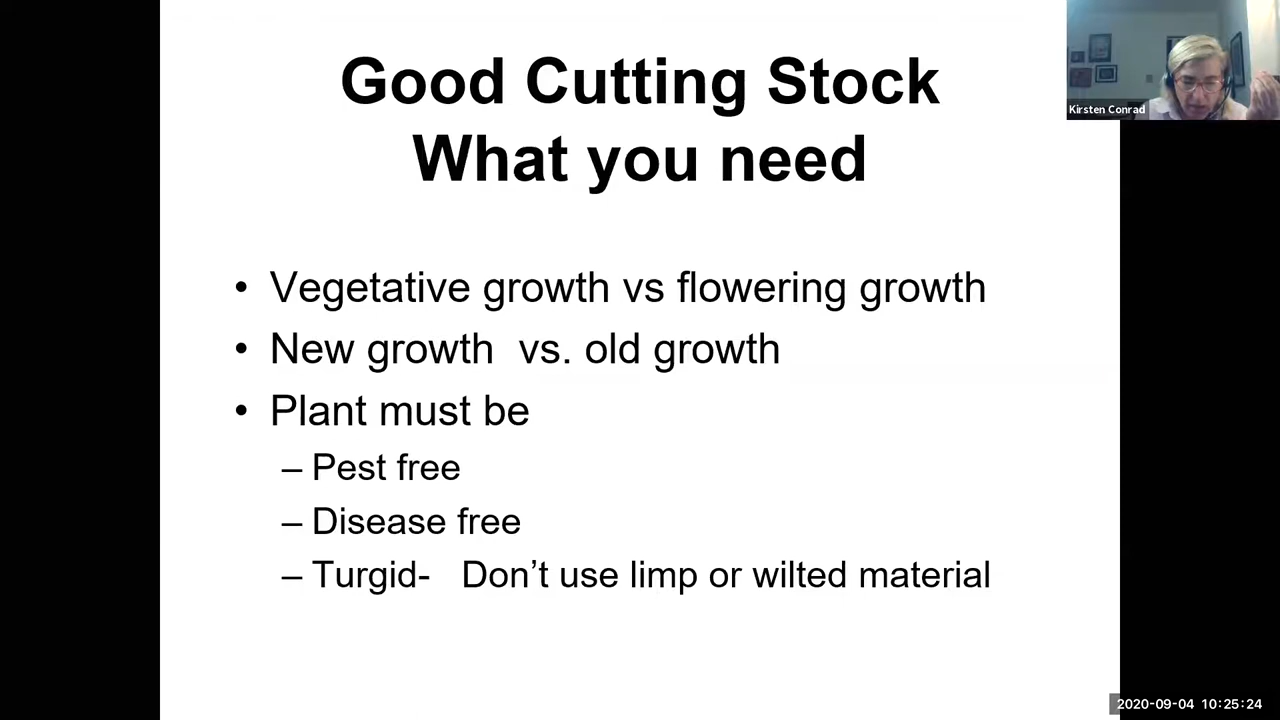 Good Cutting Stock
What you need
• Vegetative growth vs flowering growth
• New growth  vs. old growth
• Plant must be
– Pest free
– Disease free
– Turgid-   Don’t use limp or wilted material
Kirsten Conrad
2020-09-04 10:25:24